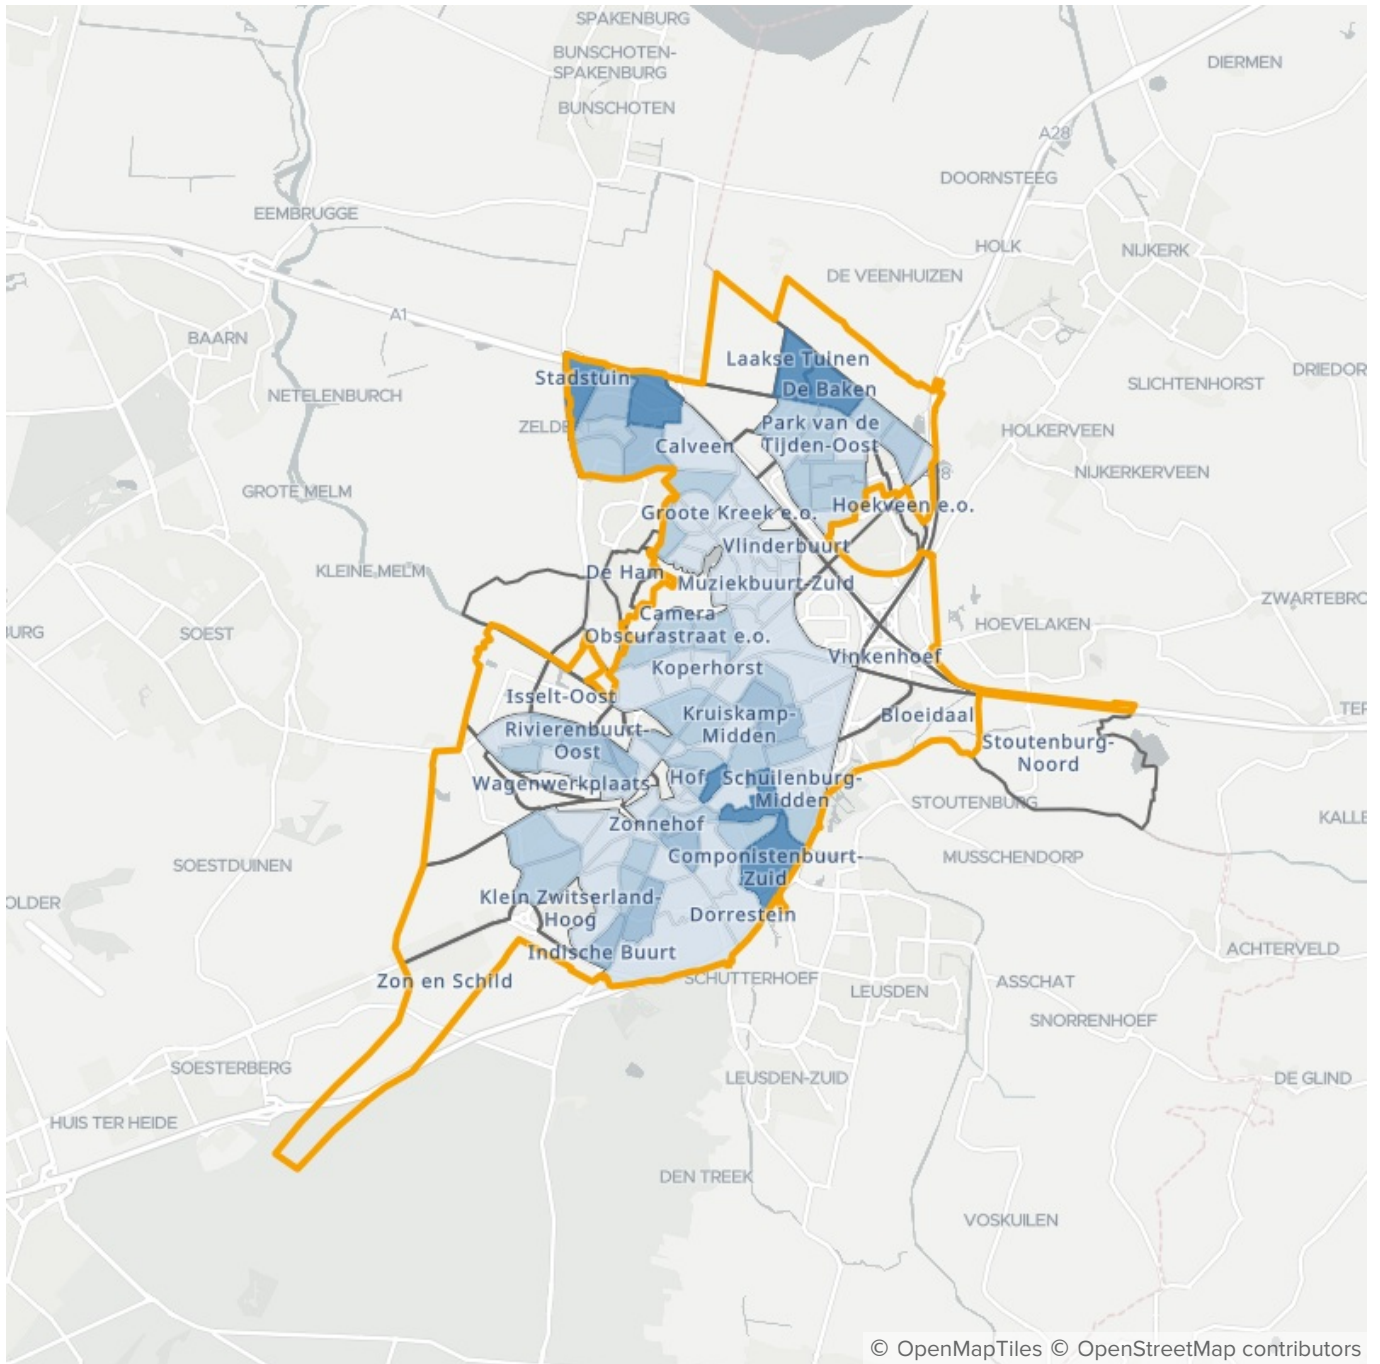 SPAKENBURG
BUNSCHOTEN-
SPAKENBURG
DIERMEN
BUNSCHOTEN
A28
DOORNSTEEG
EEMBRUGGE
HOLK
NIJKERK
DE VEENHUIZEN
A1
BAARN
Laakse Tuinen
DRIEDOR
Stadstuin
De Baken
SLICHTENHORST
NETELENBURCH
ZELDE
Park van de
Tijden-Oost
HOLKERVEEN
Calveen
NIJKERKERVEEN
GROTE MELM
Hoekveen e.o.
Groote Kreek e.o.
Vlinderbuurt
KLEINE MELM
De Ham
Muziekbuurt-Zuid
ZWARTEBRO
Camera
Obscurastraat e.o.
HOEVELAKEN
BURG
SOEST
Koperhorst
Vinkenhoef
Isselt-Oost
TER
Kruiskamp-
Midden
Bloeidaal
Rivierenbuurt-
Oost
Stoutenburg-
Noord
Wagenwerkplaats
Hof
Schuilenburg-
Midden
STOUTENBURG
Zonnehof
KALLE
Componistenbuurt-
Zuid
MUSSCHENDORP
SOESTDUINEN
OLDER
Klein Zwitserland-
Hoog
Dorrestein
Indische Buurt
ACHTERVELD
Zon en Schild
SCHUTTERHOEF
LEUSDEN
ASSCHAT
SNORRENHOEF
SOESTERBERG
LEUSDEN-ZUID
DE GLIND
HUIS TER HEIDE
DEN TREEK
VOSKUILEN
© OpenMapTiles © OpenStreetMap contributors